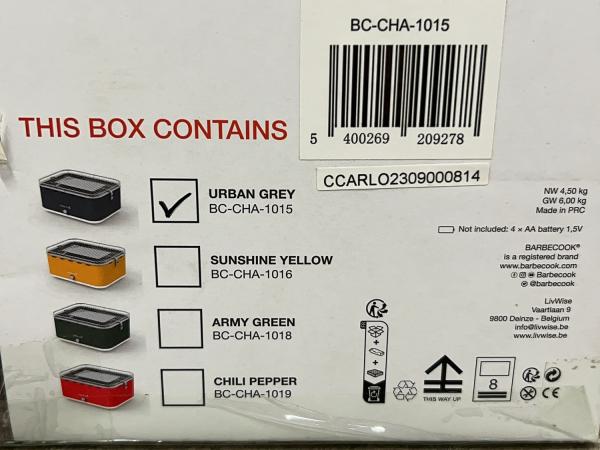 BC-CHA-1015
5 400269 209278
CCARLO2309000814
THIS BOX CONTAINS
URBAN GREY
BC-CHA-1015
SUNSHINE YELLOW
BC-CHA-1016
ARMY GREEN
BC-CHA-1018
CHILI PEPPER
BC-CHA-1019
NW 4,50 kg
GW 6,00 kg
Made in PRC
Not included: 4 × AA battery 1,5V
BARBECOOK®
is a registered brand
www.barbecook.com
Barbecook
@barbecook
LivWise
Vaartlaan 9
9800 Deinze - Belgium
info@livwise.be
www.livwise.be
THIS WAY UP
8
CE